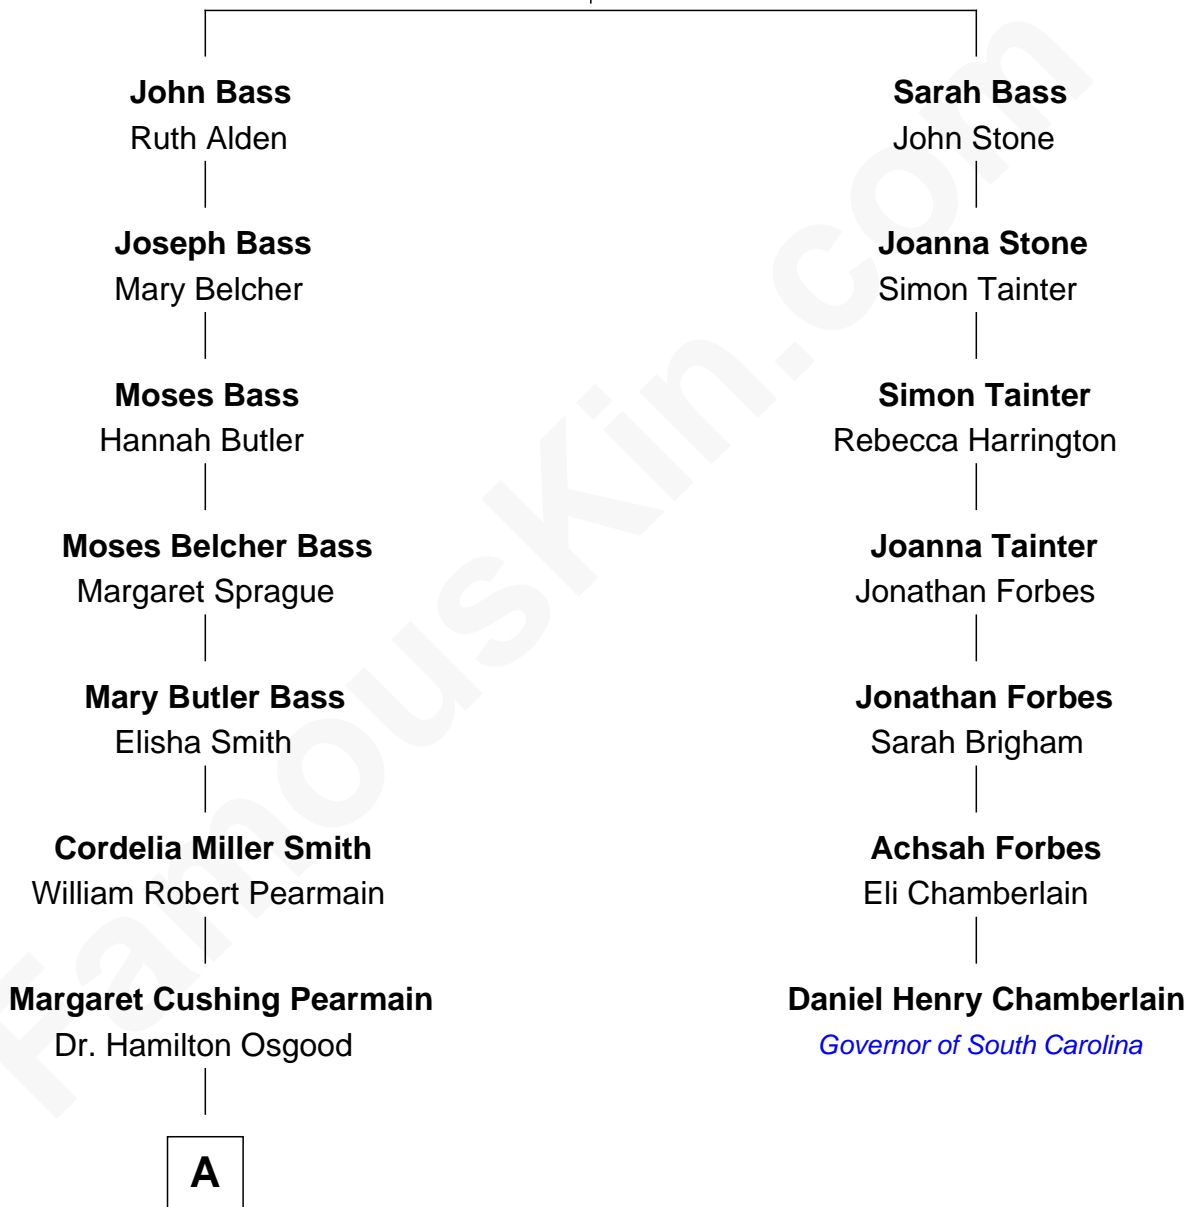 John Bass
Ruth Alden
Joseph Bass
Mary Belcher
Moses Bass
Hannah Butler
Moses Belcher Bass
Margaret Sprague
Mary Butler Bass
Elisha Smith
Cordelia Miller Smith
William Robert Pearmain
Margaret Cushing Pearmain
Dr. Hamilton Osgood
A
Sarah Bass
John Stone
Joanna Stone
Simon Tainter
Simon Tainter
Rebecca Harrington
Joanna Tainter
Jonathan Forbes
Jonathan Forbes
Sarah Brigham
Achsah Forbes
Eli Chamberlain
Daniel Henry Chamberlain
Governor of South Carolina
FamousKin.com